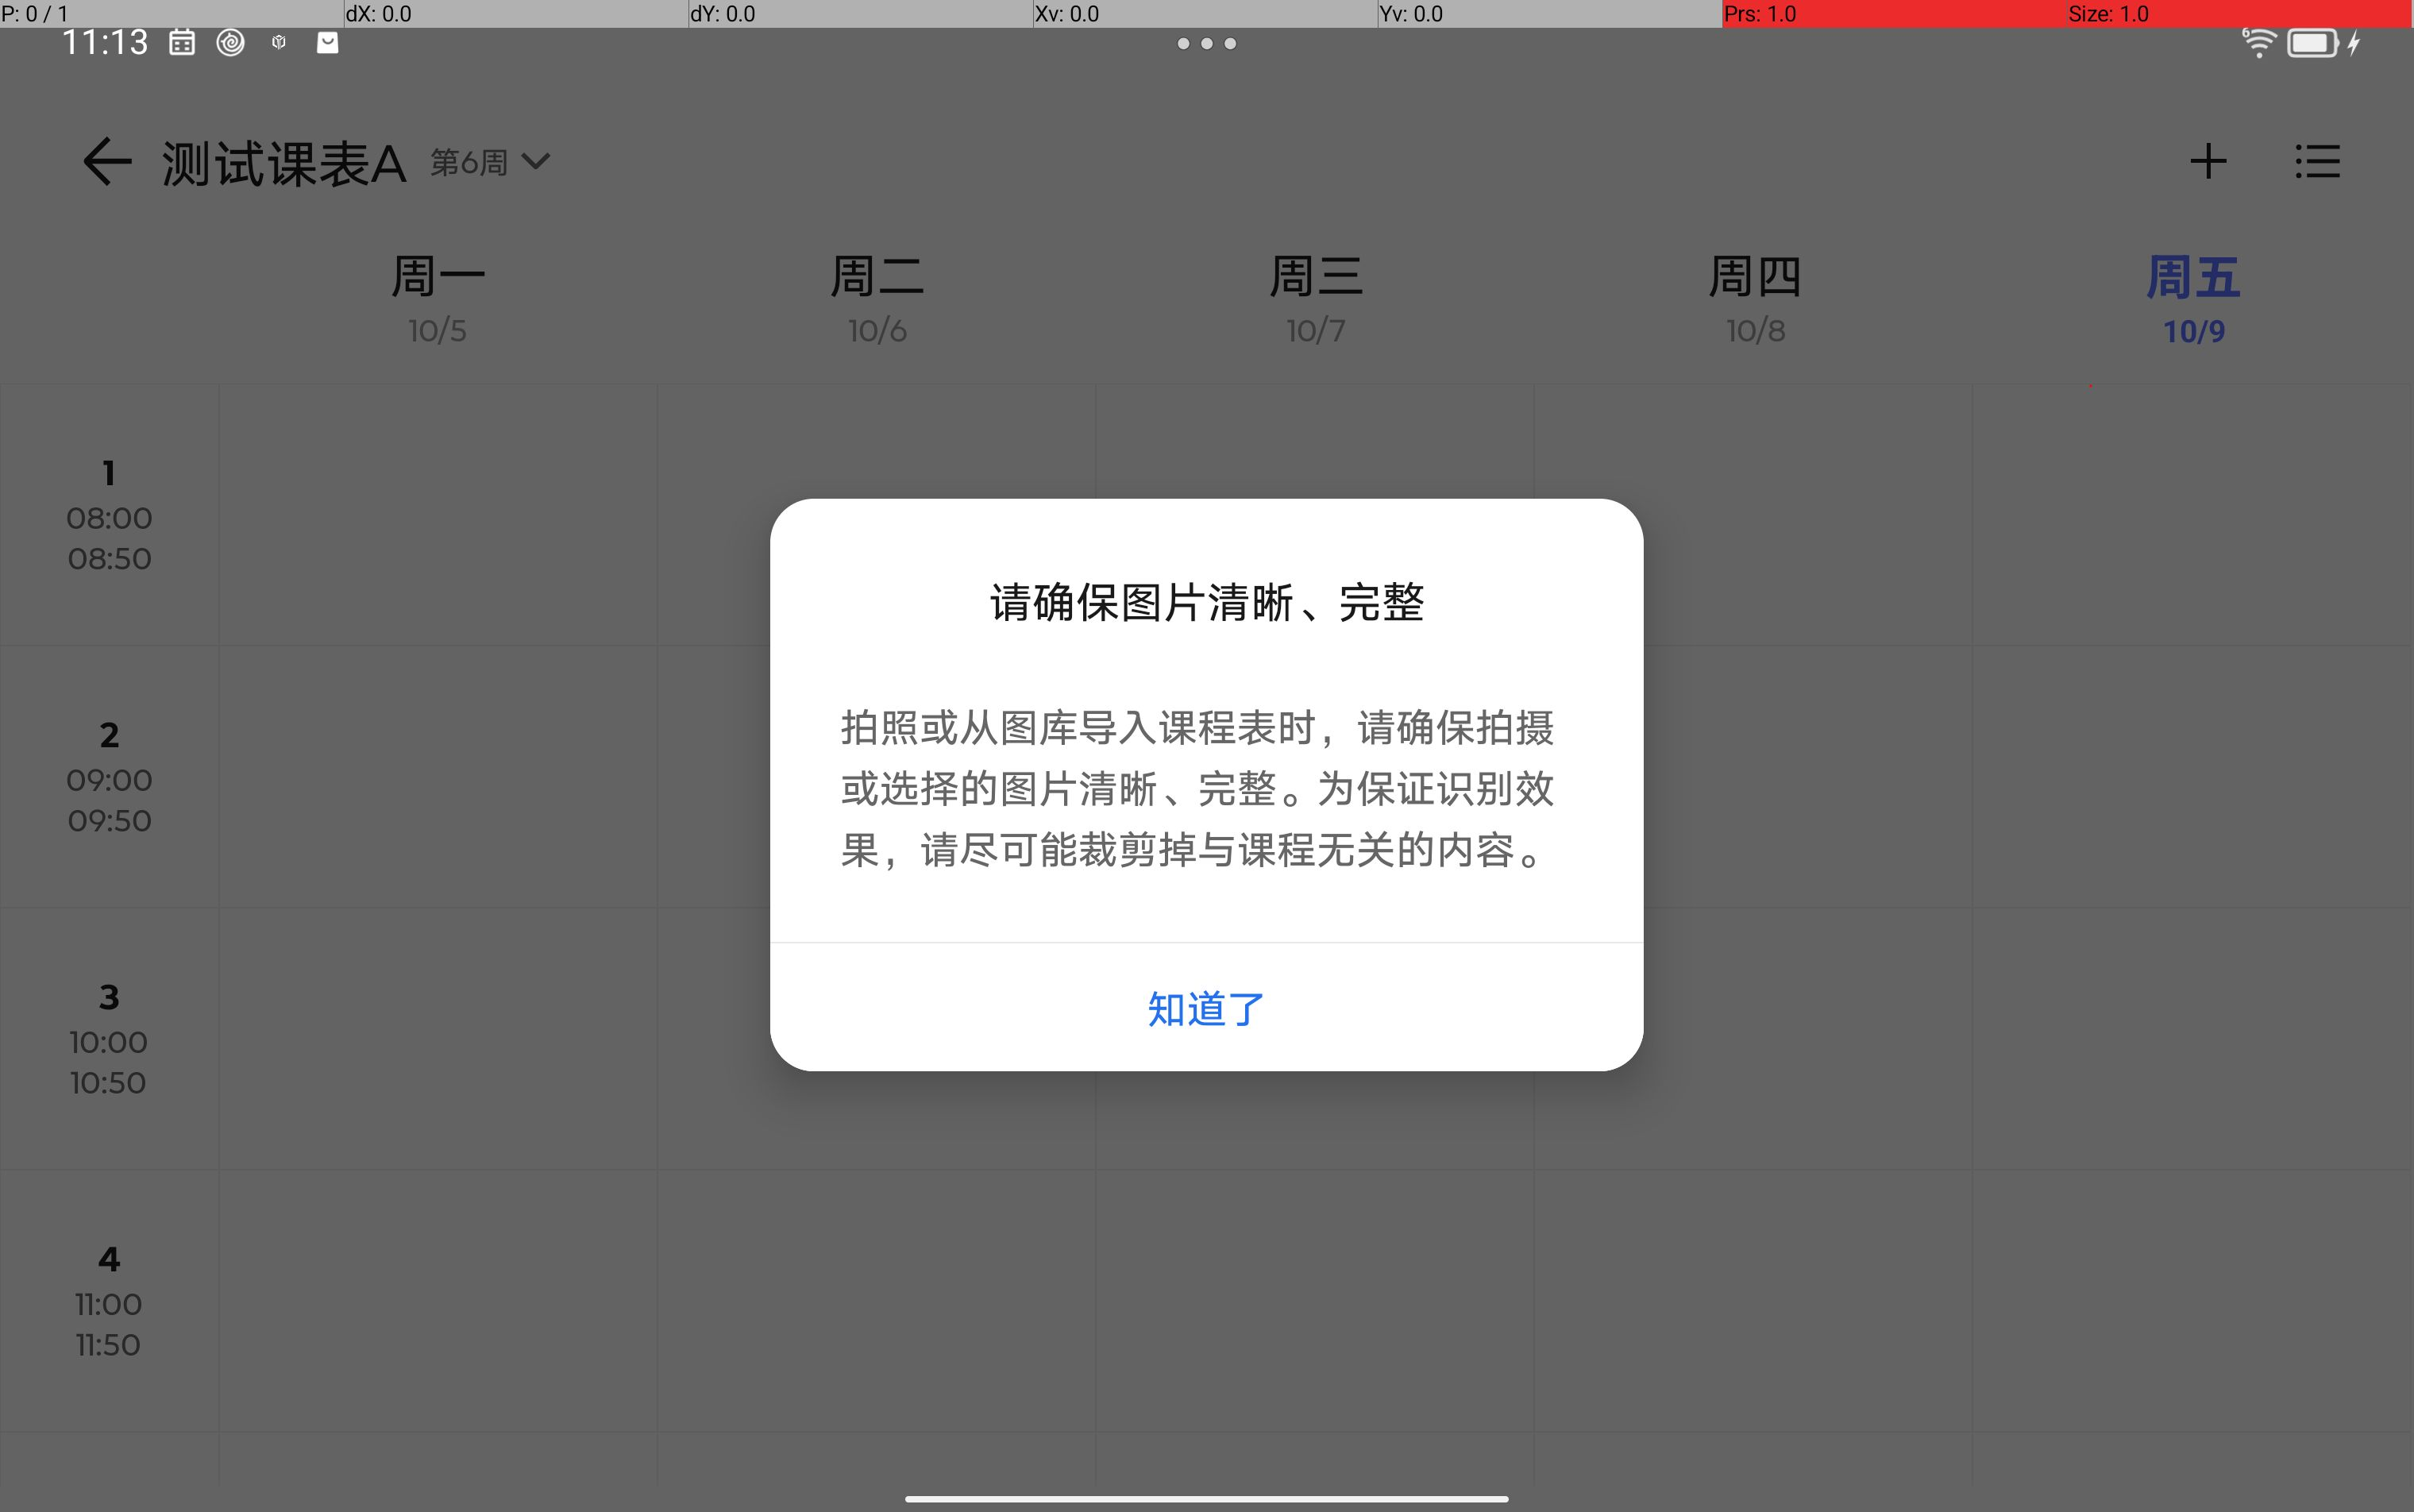 P: 0 / 1 dX: 0.0 dY: 0.0 Xv: 0.0 Yv: 0.0 Prs: 1.0 Size: 1.0
11:13 6
测试课表A 第6周
周一 周二 周三 周四 周五
10/5 10/6 10/7 10/8 10/9
1
08:00
08:50
2
09:00
09:50
3
10:00
10:50
4
11:00
11:50
请确保图片清晰、完整
拍照或从图库导入课程表时，请确保拍摄
或选择的图片清晰、完整。为保证识别效
果，请尽可能裁剪掉与课程无关的内容。
知道了